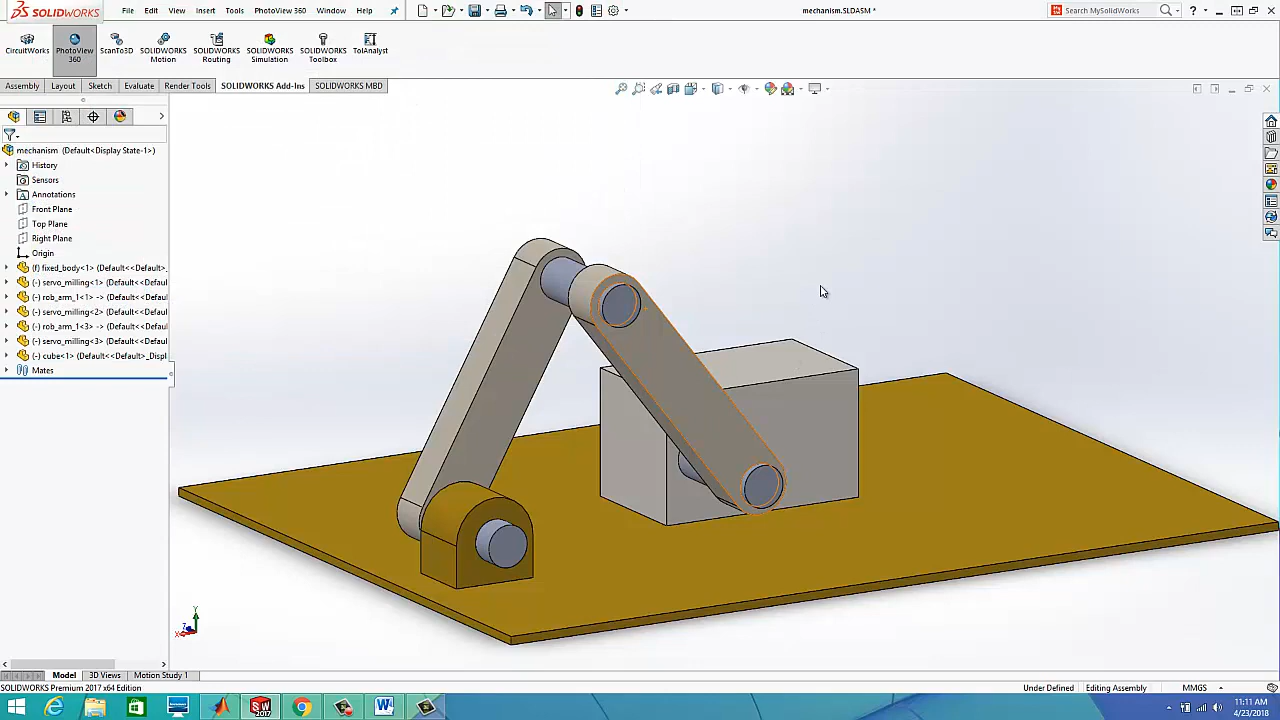 SOLIDWORKS
File Edit View Insert Tools PhotoView 360 Window Help
mechanism.SLDASM *
Search MySolidWorks
CircuitWorks
PhotoView 360
ScanTo3D
SOLIDWORKS Motion
SOLIDWORKS Routing
SOLIDWORKS Simulation
SOLIDWORKS Toolbox
TolAnalyst
Assembly Layout Sketch Evaluate Render Tools SOLIDWORKS Add-Ins SOLIDWORKS MBD
mechanism (Default<Display State-1>)
History
Sensors
Annotations
Front Plane
Top Plane
Right Plane
Origin
(f) fixed_body<1> (Default<<Default>_
(-) servo_milling<1> (Default<<Default
(-) rob_arm_1<1> -> (Default<<Default
(-) servo_milling<2> (Default<<Default
(-) rob_arm_1<3> -> (Default<<Default
(-) servo_milling<3> (Default<<Default
(-) cube<1> (Default<<Default>_Displ
Mates
Y
X
Z
Model 3D Views Motion Study 1
SOLIDWORKS Premium 2017 x64 Edition
Under Defined Editing Assembly MMGS
SW 2017
11:11 AM
4/23/2018